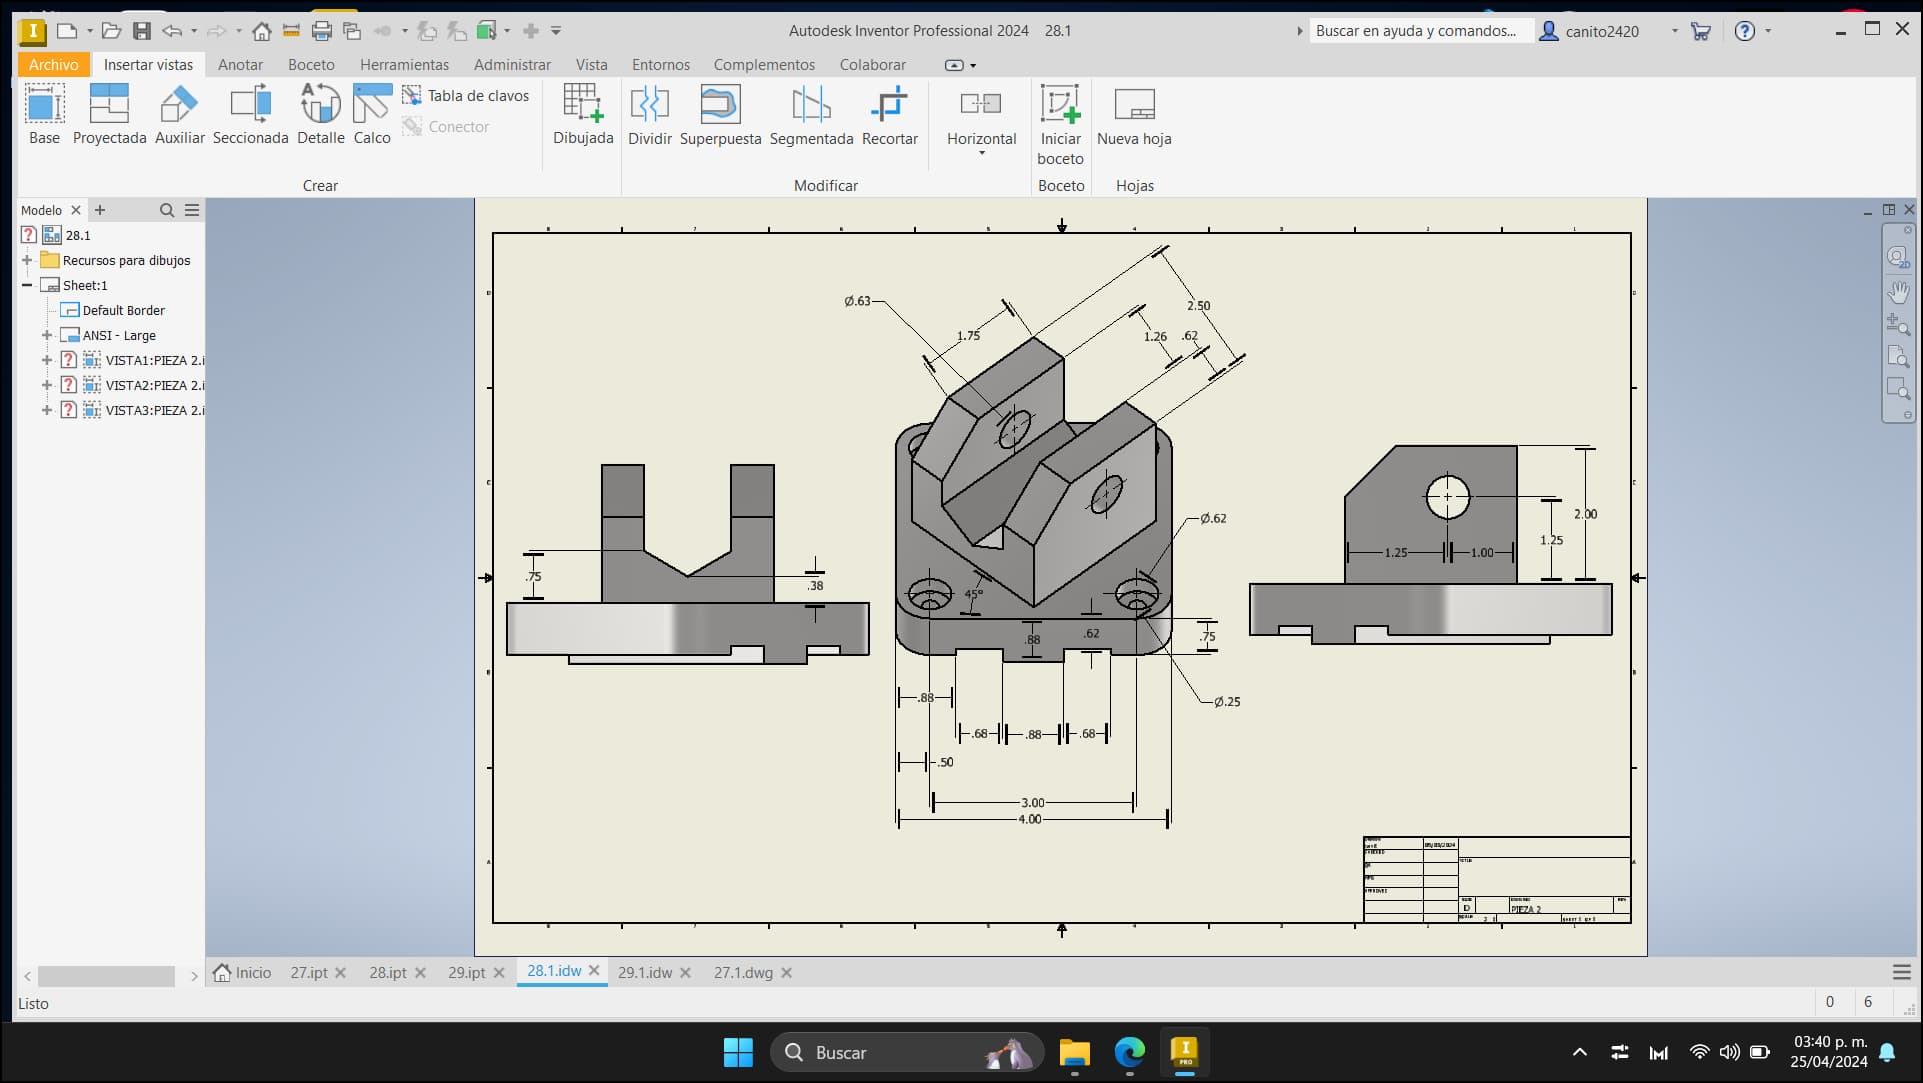 Autodesk Inventor Professional 2024 28.1
Buscar en ayuda y comandos...
canito2420
Archivo
Insertar vistas
Anotar
Boceto
Herramientas
Administrar
Vista
Entornos
Complementos
Colaborar
Base
Proyectada
Auxiliar
Seccionada
Detalle
Calco
Tabla de clavos
Conector
Dibujada
Dividir
Superpuesta
Segmentada
Recortar
Horizontal
Iniciar
boceto
Nueva hoja
Crear
Modificar
Boceto
Hojas
Modelo
28.1
Recursos para dibujos
Sheet:1
Default Border
ANSI - Large
VISTA1:PIEZA 2.i
VISTA2:PIEZA 2.i
VISTA3:PIEZA 2.i
Ø.63
1.75
2.50
1.26
.62
Ø.62
45°
.88
.62
.75
Ø.25
.88
.68
.88
.68
.50
3.00
4.00
.75
.38
2.00
1.25
1.25
1.00
PIEZA 2
D
Inicio
27.ipt
28.ipt
29.ipt
28.1.idw
29.1.idw
27.1.dwg
Listo
0
6
Buscar
I
PRO
03:40 p. m.
25/04/2024